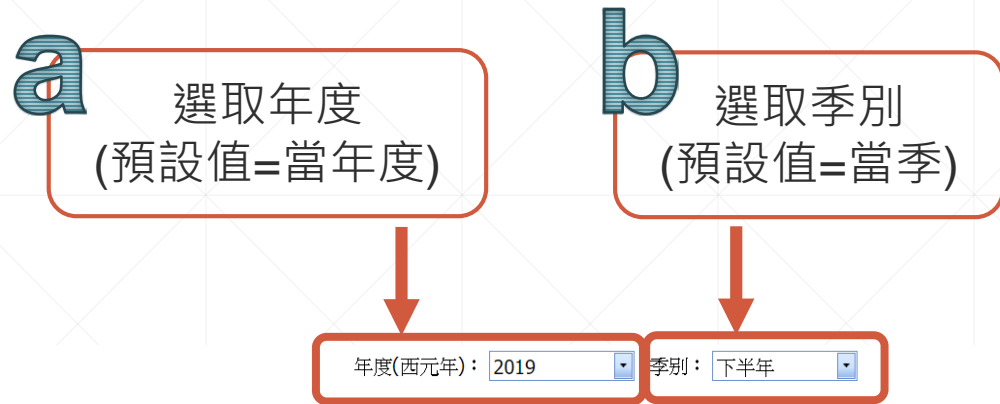 a
選取年度
(預設值=當年度)
b
選取季別
(預設值=當季)
年度(西元年)： 2019
季別： 下半年